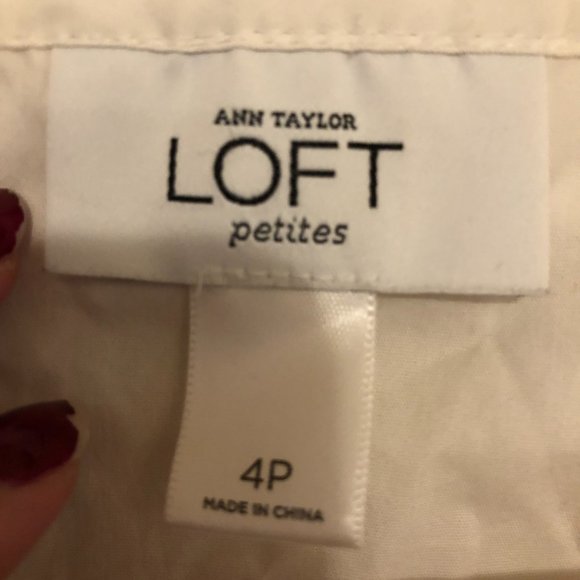 ANN TAYLOR
LOFT
petites
4P
MADE IN CHINA